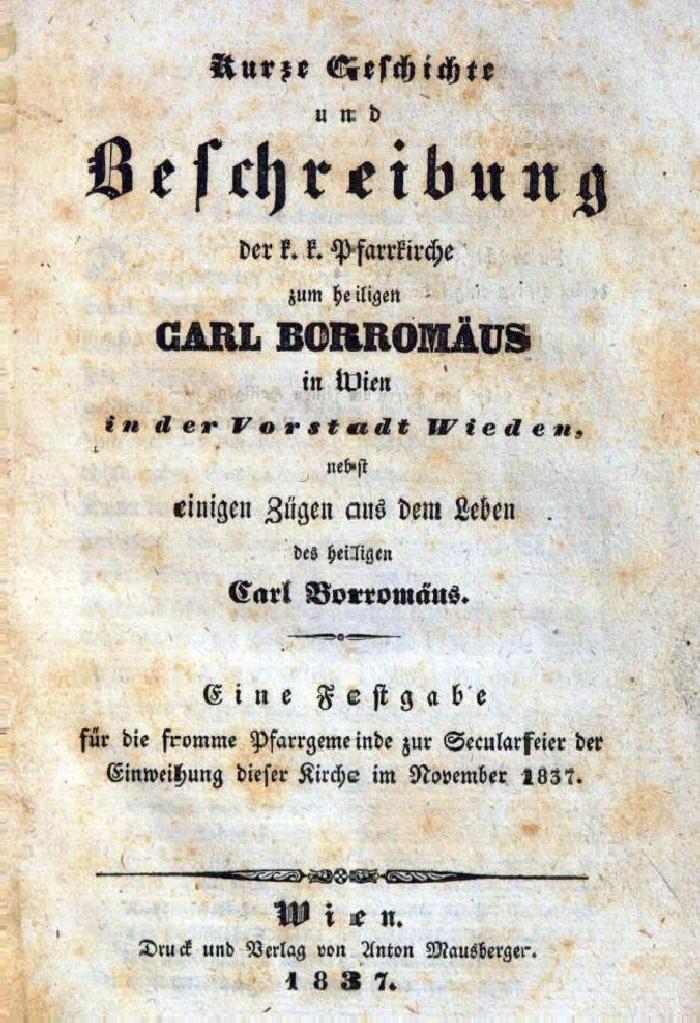 Kurze Geschichte
und
Beschreibung
der k. k. Pfarrkirche
zum heiligen
CARL BORROMÄUS
in Wien
in der Vorstadt Wieden,
nebst
einigen Zügen aus dem Leben
des heiligen
Carl Borromäus.
Eine Festgabe
für die fromme Pfarrgemeinde zur Secularfeier der
Einweihung dieser Kirche im November 1837.
Wien.
Druck und Verlag von Anton Mausberger.
1837.